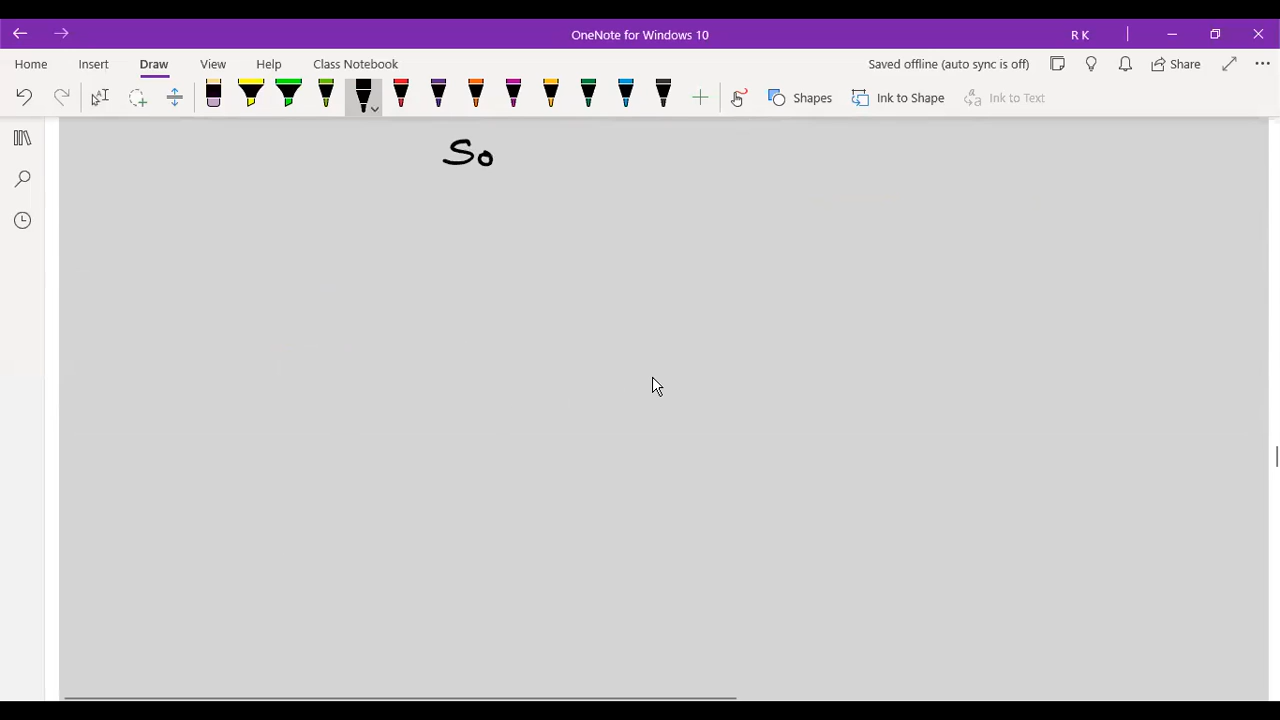 OneNote for Windows 10
R K
Home Insert Draw View Help Class Notebook
Saved offline (auto sync is off) Share
Shapes Ink to Shape Ink to Text
So